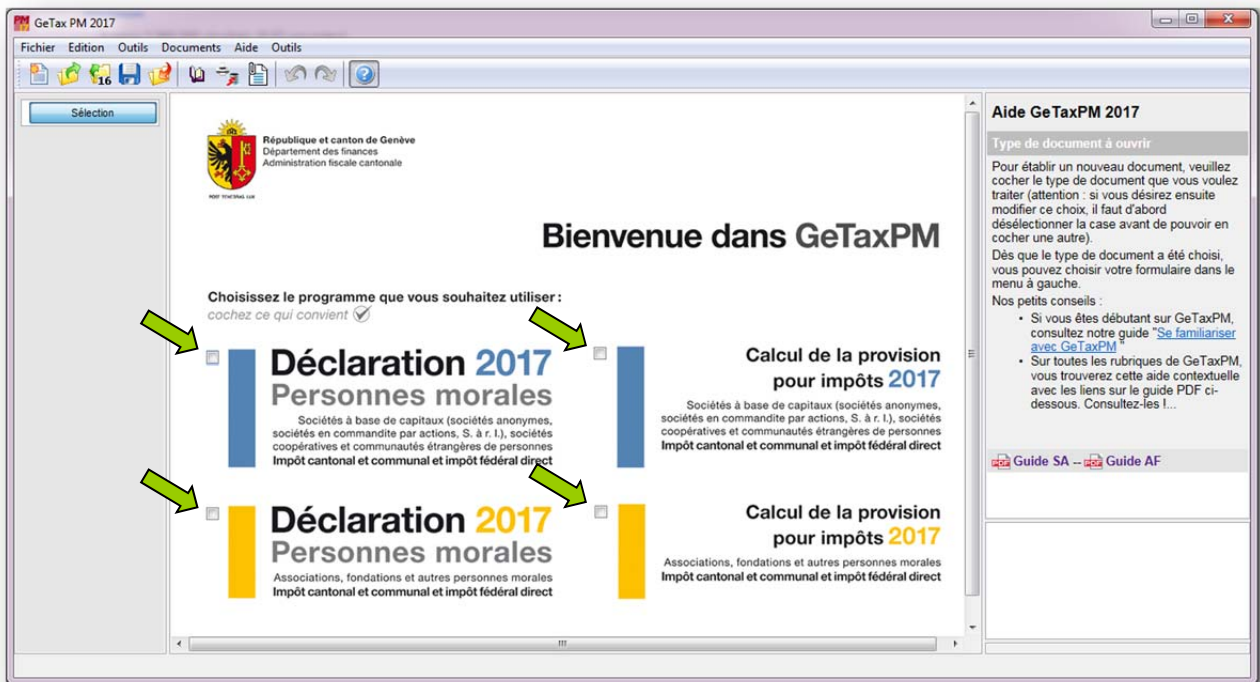 GeTax PM 2017
Fichier Edition Outils Documents Aide Outils
16
Sélection
République et canton de Genève
Département des finances
Administration fiscale cantonale
POST TENEBRAS LUX
Bienvenue dans GeTaxPM
Choisissez le programme que vous souhaitez utiliser :
cochez ce qui convient
Déclaration 2017
Personnes morales
Sociétés à base de capitaux (sociétés anonymes,
sociétés en commandite par actions, S. à r. l.), sociétés
coopératives et communautés étrangères de personnes
Impôt cantonal et communal et impôt fédéral direct
Calcul de la provision
pour impôts 2017
Sociétés à base de capitaux (sociétés anonymes,
sociétés en commandite par actions, S. à r. l.), sociétés
coopératives et communautés étrangères de personnes
Impôt cantonal et communal et impôt fédéral direct
Déclaration 2017
Personnes morales
Associations, fondations et autres personnes morales
Impôt cantonal et communal et impôt fédéral direct
Calcul de la provision
pour impôts 2017
Associations, fondations et autres personnes morales
Impôt cantonal et communal et impôt fédéral direct
Aide GeTaxPM 2017
Type de document à ouvrir
Pour établir un nouveau document, veuillez
cocher le type de document que vous voulez
traiter (attention : si vous désirez ensuite
modifier ce choix, il faut d'abord
désélectionner la case avant de pouvoir en
cocher une autre).
Dès que le type de document a été choisi,
vous pouvez choisir votre formulaire dans le
menu à gauche.
Nos petits conseils :
• Si vous êtes débutant sur GeTaxPM,
consultez notre guide "Se familiariser
avec GeTaxPM "
• Sur toutes les rubriques de GeTaxPM,
vous trouverez cette aide contextuelle
avec les liens sur le guide PDF ci-
dessous. Consultez-les !...
Guide SA -- Guide AF